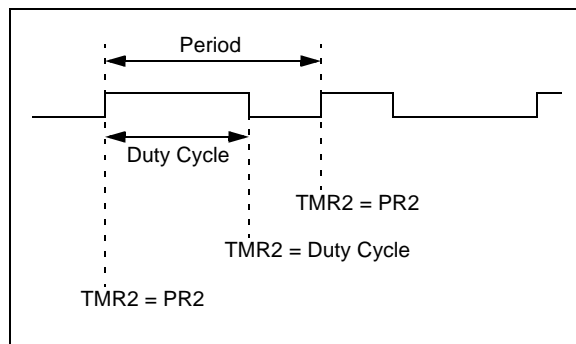 Period
Duty Cycle
TMR2 = PR2
TMR2 = Duty Cycle
TMR2 = PR2